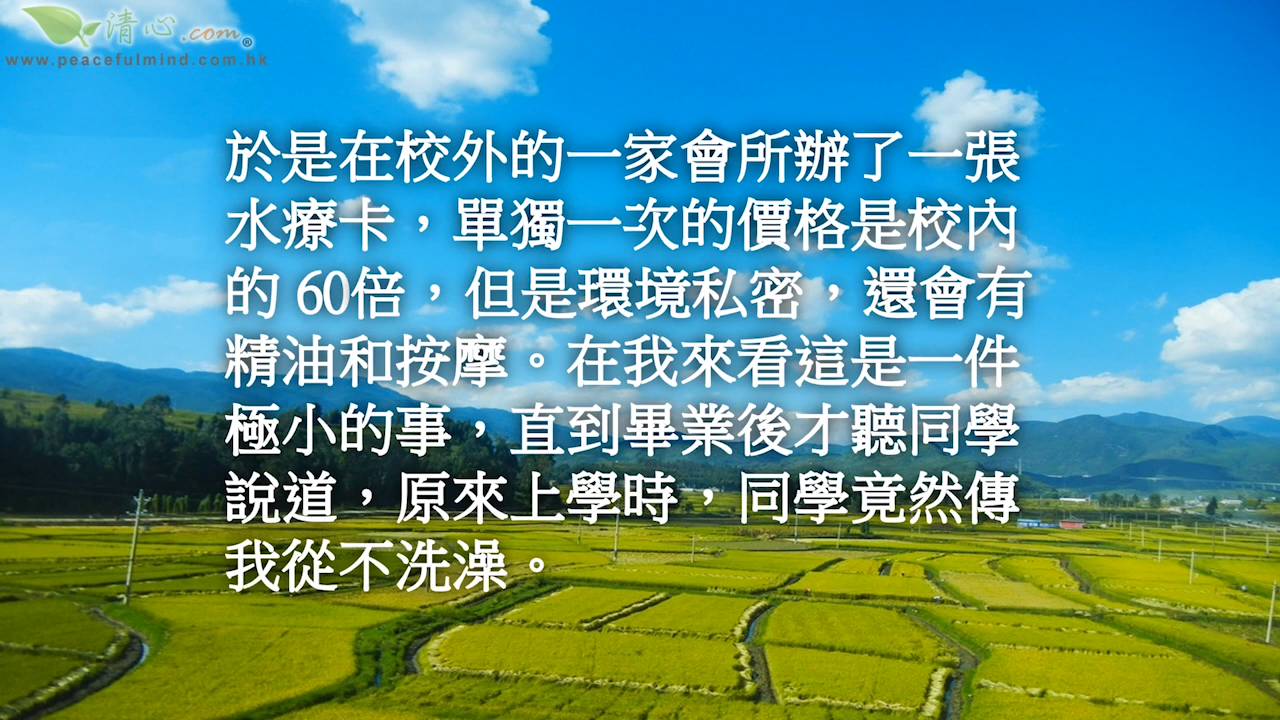 清心.com®
www.peacefulmind.com.hk
於是在校外的一家會所辦了一張
水療卡，單獨一次的價格是校內
的 60倍，但是環境私密，還會有
精油和按摩。在我來看這是一件
極小的事，直到畢業後才聽同學
說道，原來上學時，同學竟然傳
我從不洗澡。